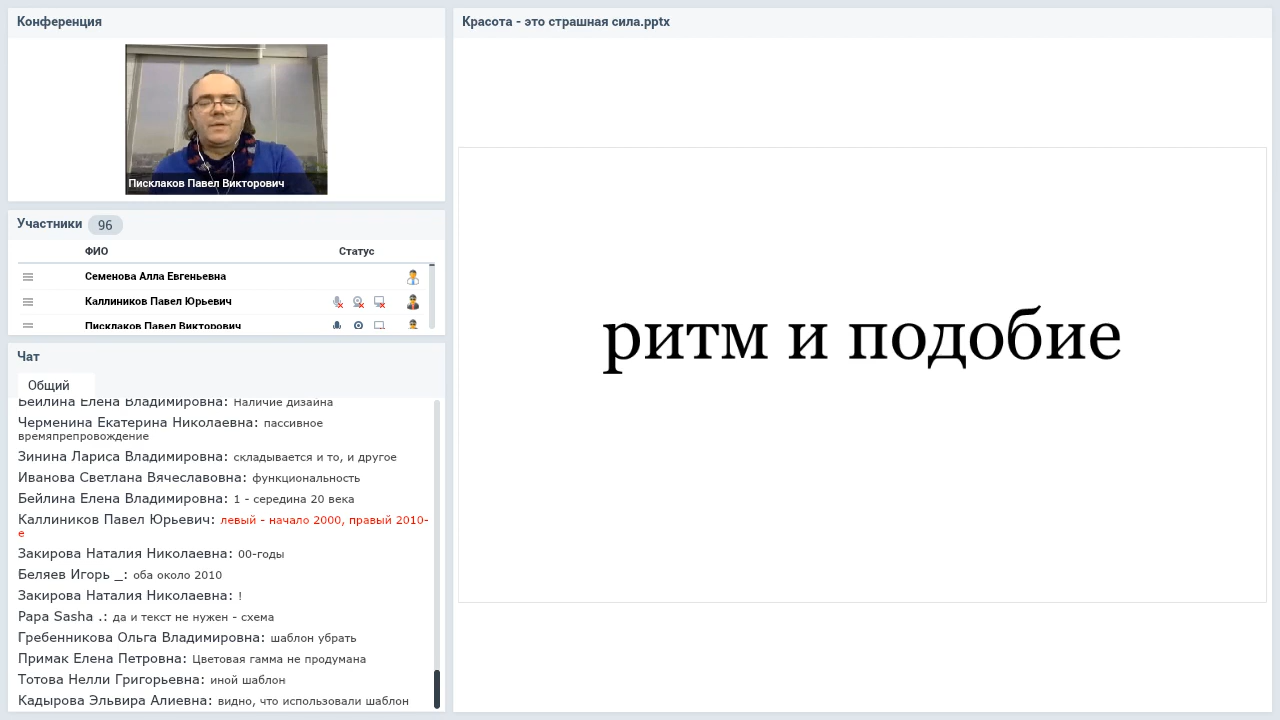 Конференция
Писклаков Павел Викторович
Участники 96
ФИО Статус
Семенова Алла Евгеньевна
Каллиников Павел Юрьевич
Писклаков Павел Викторович
Чат
Общий
Бейлина Елена Владимировна: Наличие дизайна
Черменина Екатерина Николаевна: пассивное
времяпрепровождение
Зинина Лариса Владимировна: складывается и то, и другое
Иванова Светлана Вячеславовна: функциональность
Бейлина Елена Владимировна: 1 - середина 20 века
Каллиников Павел Юрьевич: левый - начало 2000, правый 2010-
е
Закирова Наталия Николаевна: 00-годы
Беляев Игорь _: оба около 2010
Закирова Наталия Николаевна: !
Papa Sasha .: да и текст не нужен - схема
Гребенникова Ольга Владимировна: шаблон убрать
Примак Елена Петровна: Цветовая гамма не продумана
Тотова Нелли Григорьевна: иной шаблон
Кадырова Эльвира Алиевна: видно, что использовали шаблон
Красота - это страшная сила.pptx
ритм и подобие